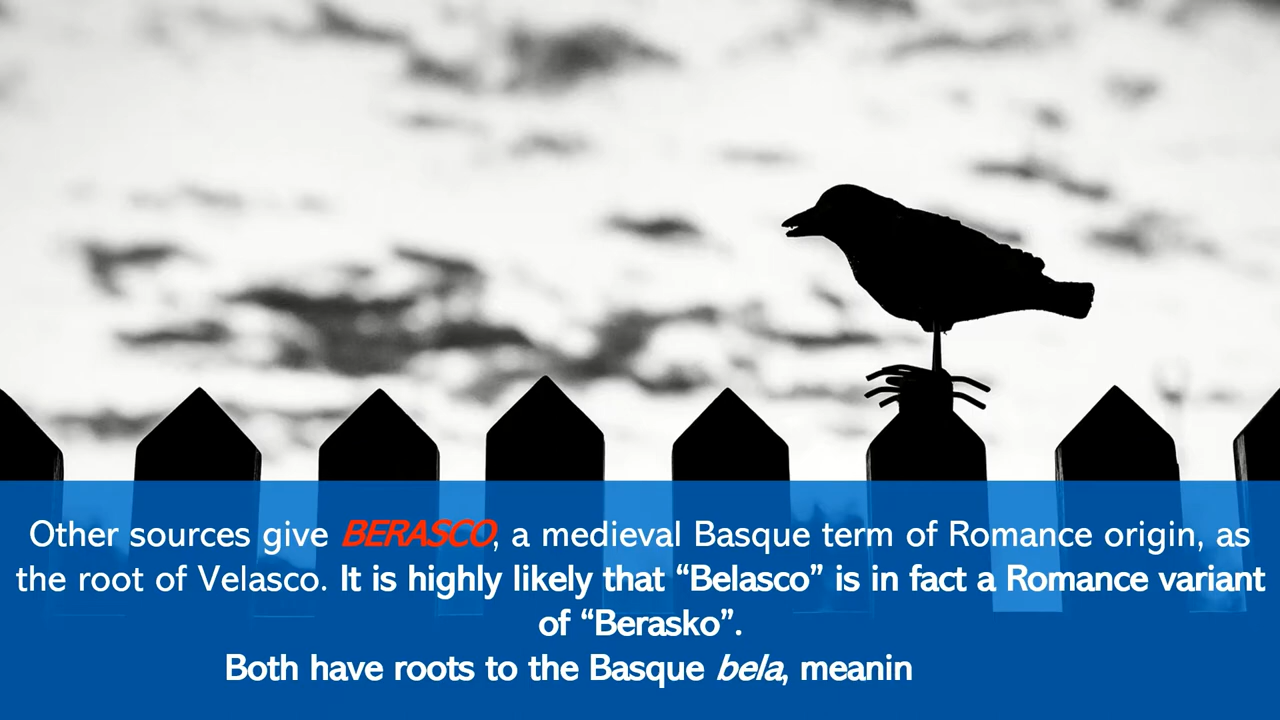 Other sources give BERASCO, a medieval Basque term of Romance origin, as
the root of Velasco. It is highly likely that “Belasco” is in fact a Romance variant
of “Berasko”.
Both have roots to the Basque bela, meanin